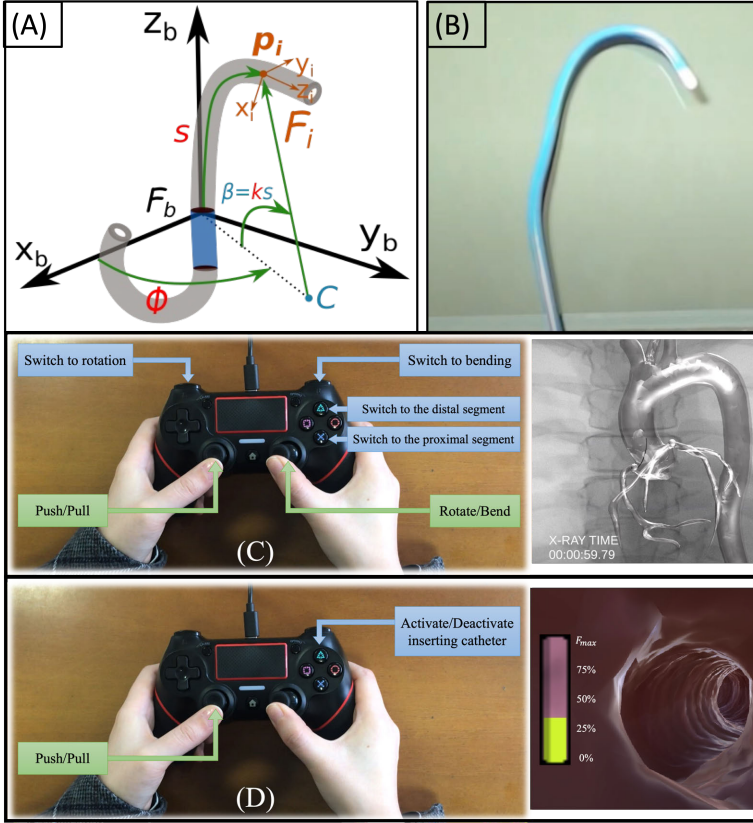 (A)
z_b
p_i
y_i
z_i
x_i
F_i
s
β=ks
F_b
x_b
y_b
ϕ
C
(B)
Switch to rotation
Switch to bending
Switch to the distal segment
Switch to the proximal segment
Push/Pull
Rotate/Bend
(C)
X-RAY TIME
00:00:59.79
Activate/Deactivate
inserting catheter
Push/Pull
(D)
F_max
75%
50%
25%
0%